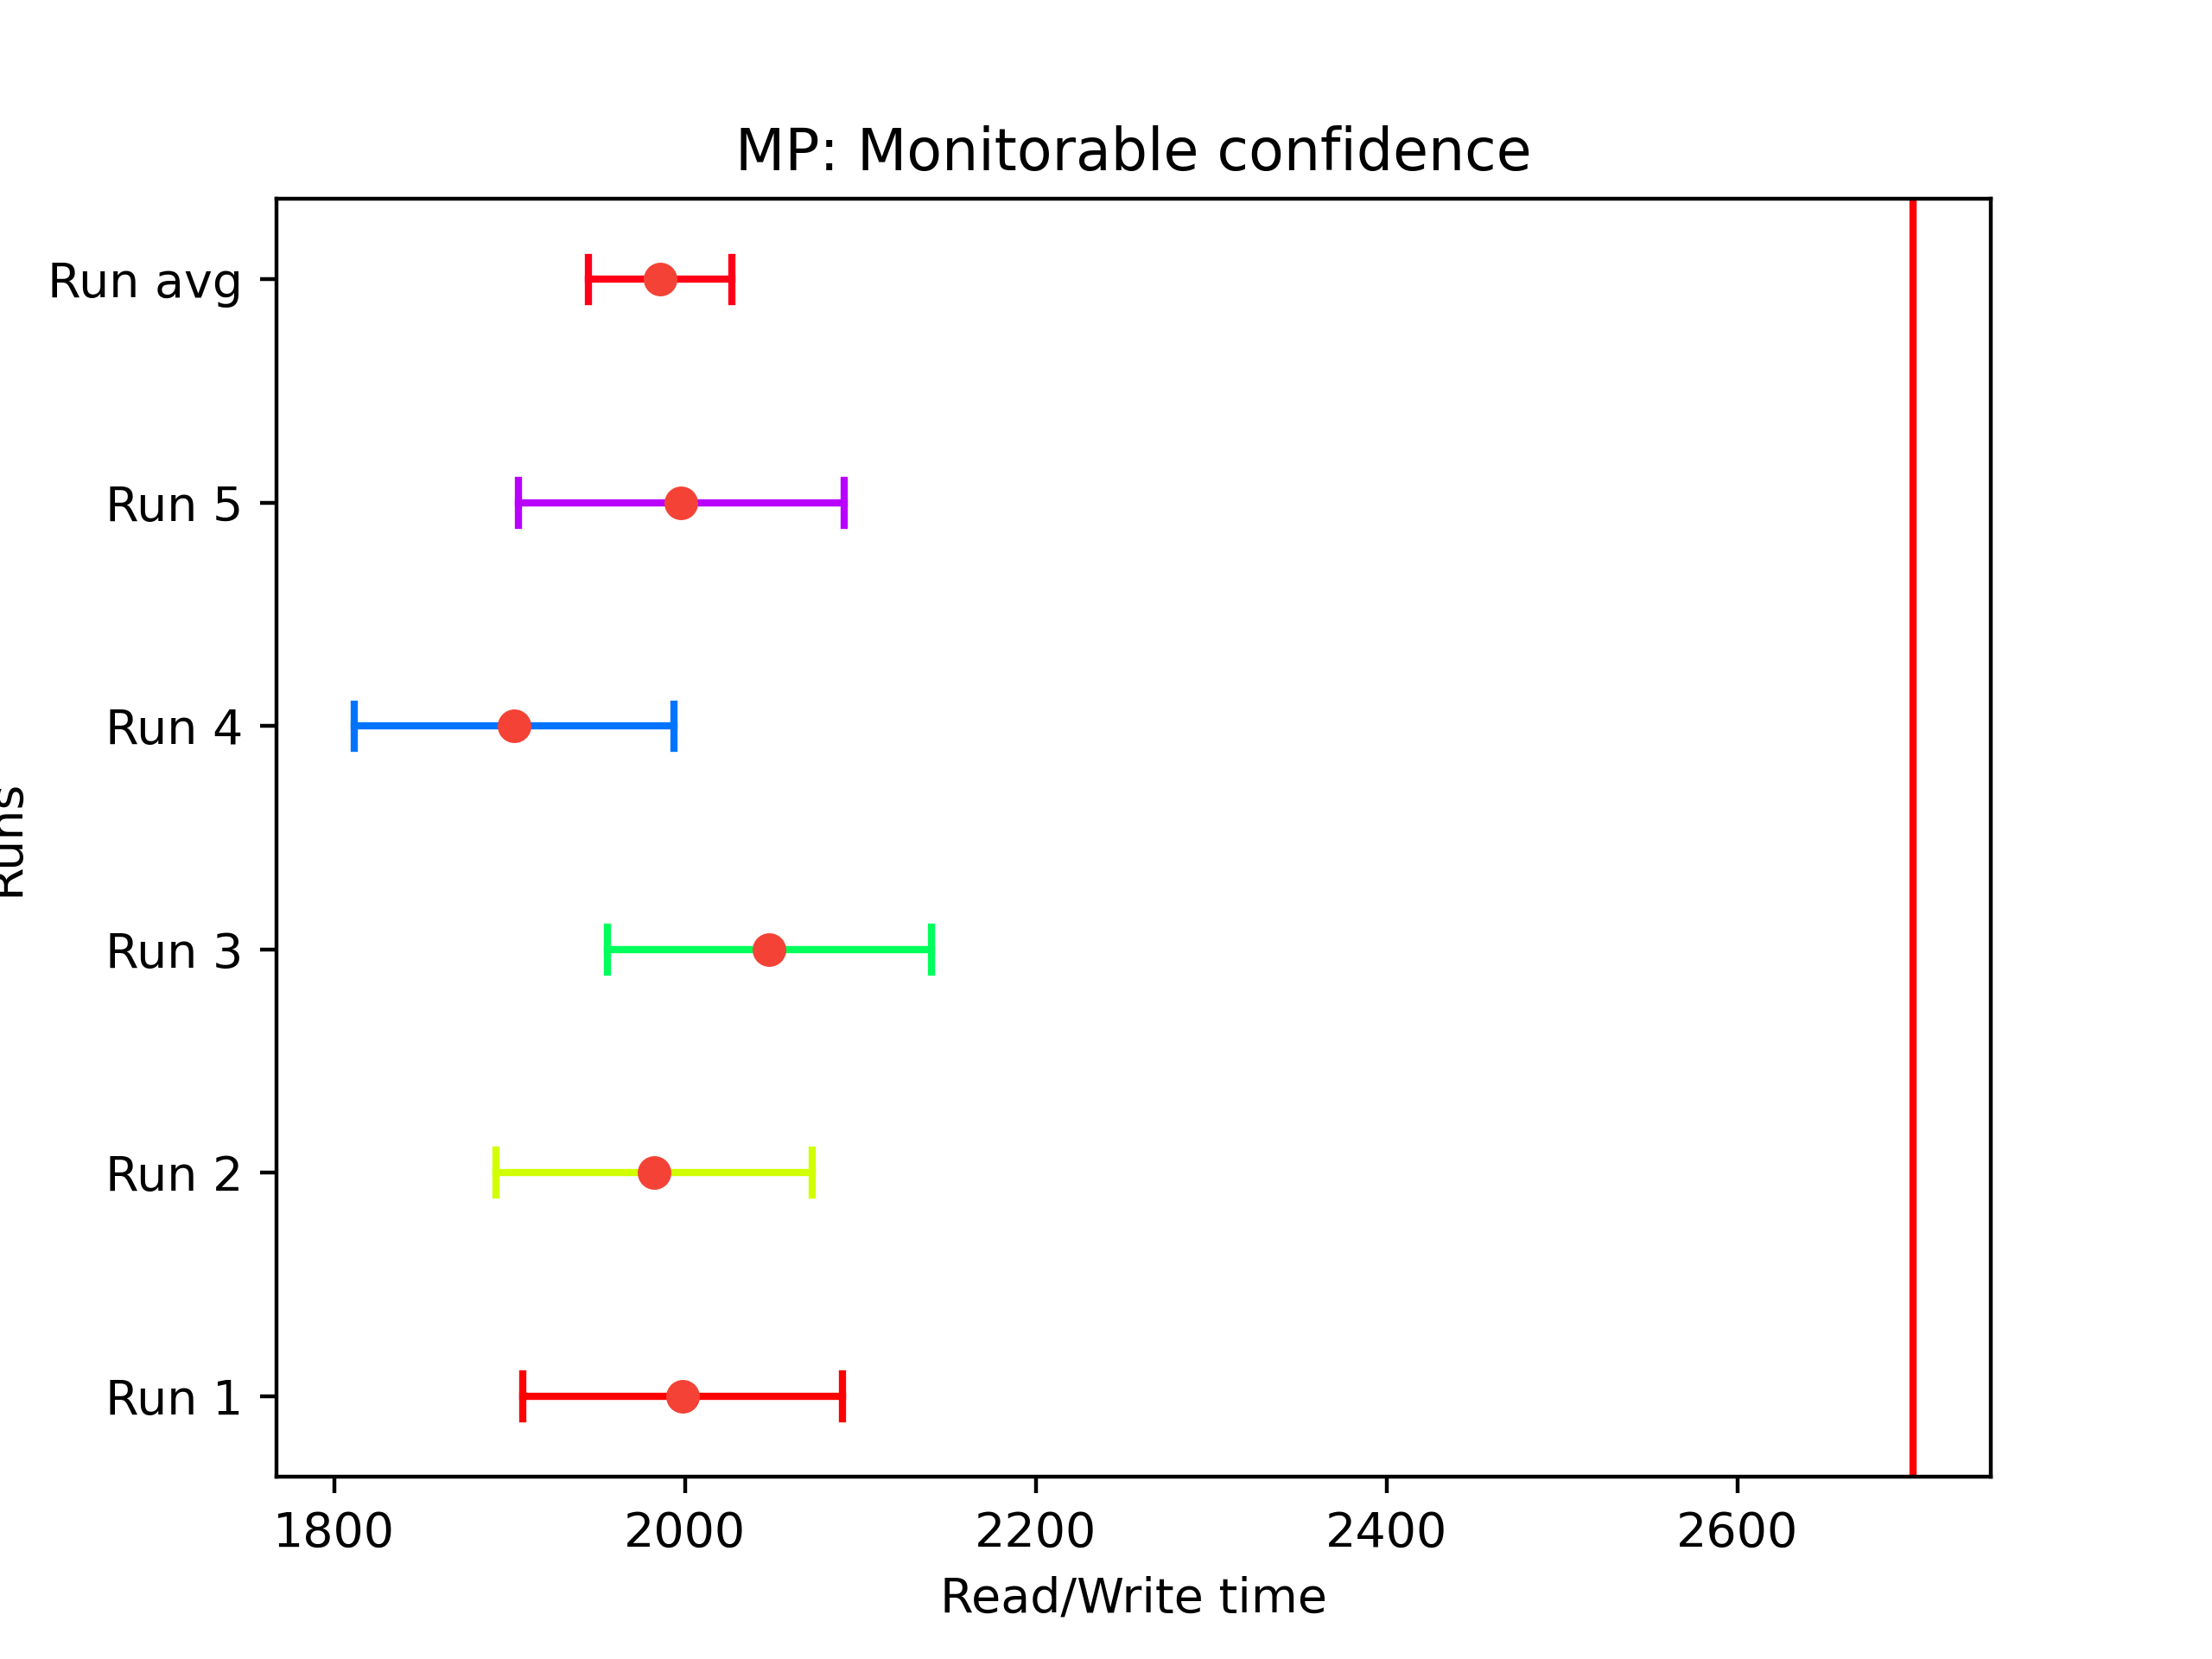 MP: Monitorable confidence
Run avg
Run 5
Run 4
Run 3
Run 2
Run 1
Runs
1800 2000 2200 2400 2600
Read/Write time